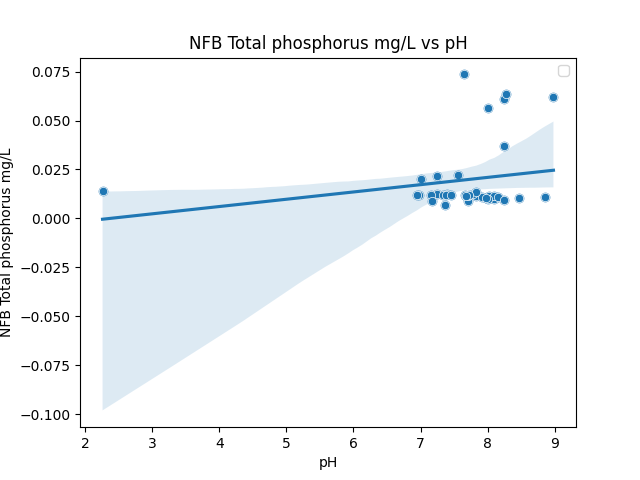 NFB Total phosphorus mg/L vs pH
0.075
0.050
0.025
0.000
−0.025
−0.050
−0.075
−0.100
NFB Total phosphorus mg/L
2 3 4 5 6 7 8 9
pH